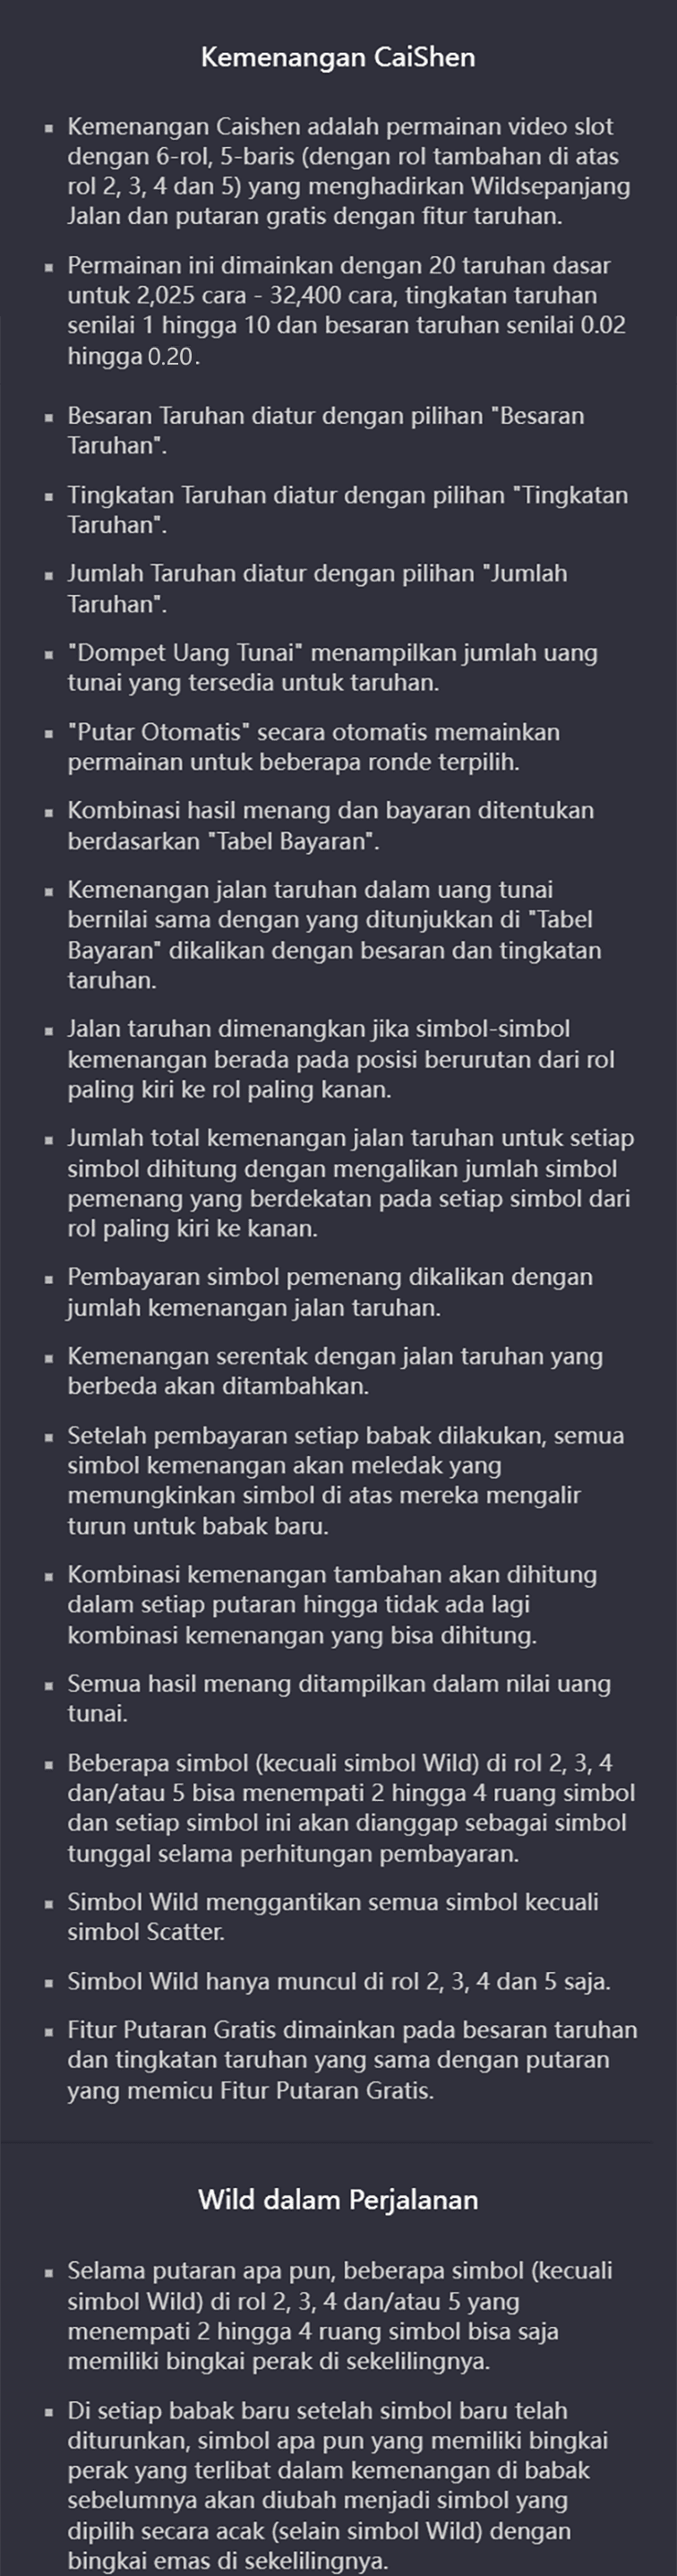 Kemenangan CaiShen
▪ Kemenangan Caishen adalah permainan video slot
dengan 6-rol, 5-baris (dengan rol tambahan di atas
rol 2, 3, 4 dan 5) yang menghadirkan Wildsepanjang
Jalan dan putaran gratis dengan fitur taruhan.
▪ Permainan ini dimainkan dengan 20 taruhan dasar
untuk 2,025 cara - 32,400 cara, tingkatan taruhan
senilai 1 hingga 10 dan besaran taruhan senilai 0.02
hingga 0.20.
▪ Besaran Taruhan diatur dengan pilihan "Besaran
Taruhan".
▪ Tingkatan Taruhan diatur dengan pilihan "Tingkatan
Taruhan".
▪ Jumlah Taruhan diatur dengan pilihan "Jumlah
Taruhan".
▪ "Dompet Uang Tunai" menampilkan jumlah uang
tunai yang tersedia untuk taruhan.
▪ "Putar Otomatis" secara otomatis memainkan
permainan untuk beberapa ronde terpilih.
▪ Kombinasi hasil menang dan bayaran ditentukan
berdasarkan "Tabel Bayaran".
▪ Kemenangan jalan taruhan dalam uang tunai
bernilai sama dengan yang ditunjukkan di "Tabel
Bayaran" dikalikan dengan besaran dan tingkatan
taruhan.
▪ Jalan taruhan dimenangkan jika simbol-simbol
kemenangan berada pada posisi berurutan dari rol
paling kiri ke rol paling kanan.
▪ Jumlah total kemenangan jalan taruhan untuk setiap
simbol dihitung dengan mengalikan jumlah simbol
pemenang yang berdekatan pada setiap simbol dari
rol paling kiri ke kanan.
▪ Pembayaran simbol pemenang dikalikan dengan
jumlah kemenangan jalan taruhan.
▪ Kemenangan serentak dengan jalan taruhan yang
berbeda akan ditambahkan.
▪ Setelah pembayaran setiap babak dilakukan, semua
simbol kemenangan akan meledak yang
memungkinkan simbol di atas mereka mengalir
turun untuk babak baru.
▪ Kombinasi kemenangan tambahan akan dihitung
dalam setiap putaran hingga tidak ada lagi
kombinasi kemenangan yang bisa dihitung.
▪ Semua hasil menang ditampilkan dalam nilai uang
tunai.
▪ Beberapa simbol (kecuali simbol Wild) di rol 2, 3, 4
dan/atau 5 bisa menempati 2 hingga 4 ruang simbol
dan setiap simbol ini akan dianggap sebagai simbol
tunggal selama perhitungan pembayaran.
▪ Simbol Wild menggantikan semua simbol kecuali
simbol Scatter.
▪ Simbol Wild hanya muncul di rol 2, 3, 4 dan 5 saja.
▪ Fitur Putaran Gratis dimainkan pada besaran taruhan
dan tingkatan taruhan yang sama dengan putaran
yang memicu Fitur Putaran Gratis.
Wild dalam Perjalanan
▪ Selama putaran apa pun, beberapa simbol (kecuali
simbol Wild) di rol 2, 3, 4 dan/atau 5 yang
menempati 2 hingga 4 ruang simbol bisa saja
memiliki bingkai perak di sekelilingnya.
▪ Di setiap babak baru setelah simbol baru telah
diturunkan, simbol apa pun yang memiliki bingkai
perak yang terlibat dalam kemenangan di babak
sebelumnya akan diubah menjadi simbol yang
dipilih secara acak (selain simbol Wild) dengan
bingkai emas di sekelilingnya.